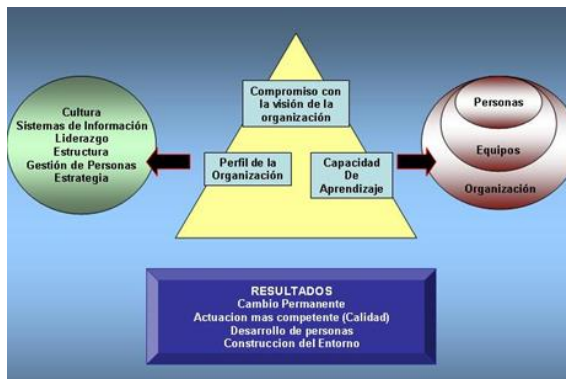 Cultura
Sistemas de Información
Liderazgo
Estructura
Gestión de Personas
Estrategia
Compromiso con
la visión de la
organización
Perfil de la
Organización
Capacidad
De
Aprendizaje
Personas
Equipos
Organización
RESULTADOS
Cambio Permanente
Actuacion mas competente (Calidad)
Desarrollo de personas
Construccion del Entorno